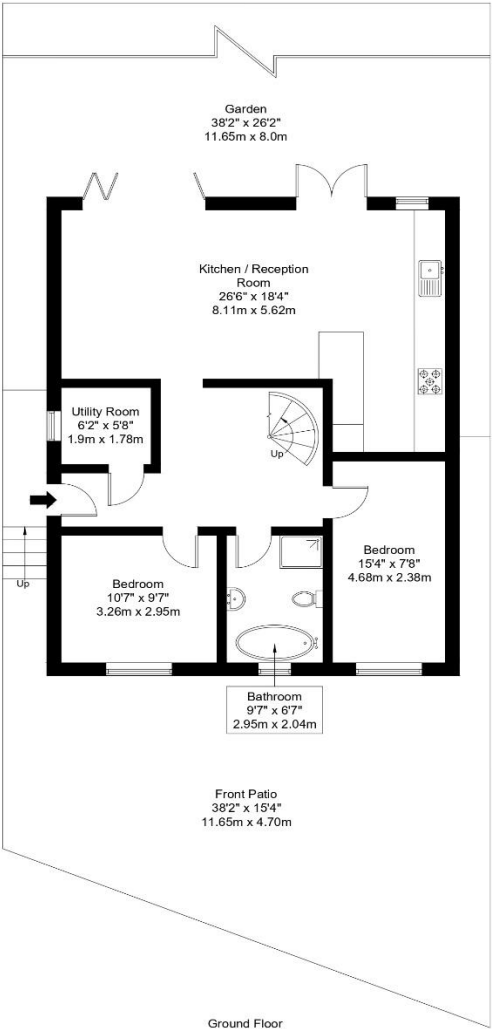 Garden
38'2" x 26'2"
11.65m x 8.0m
Kitchen / Reception
Room
26'6" x 18'4"
8.11m x 5.62m
Utility Room
6'2" x 5'8"
1.9m x 1.78m
Up
Bedroom
15'4" x 7'8"
4.68m x 2.38m
Up
Bedroom
10'7" x 9'7"
3.26m x 2.95m
Bathroom
9'7" x 6'7"
2.95m x 2.04m
Front Patio
38'2" x 15'4"
11.65m x 4.70m
Ground Floor